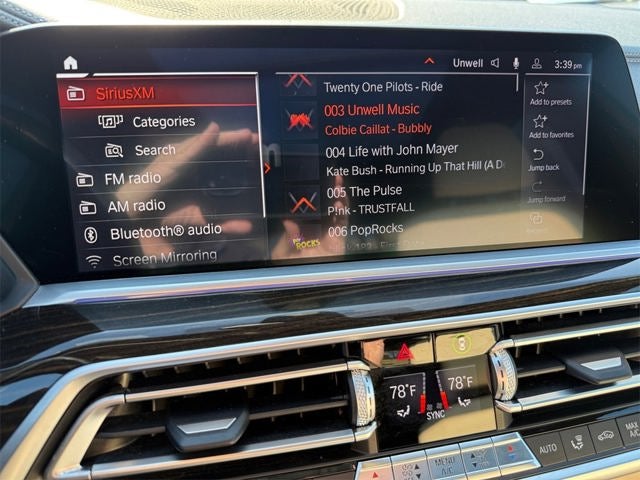 Unwell 3:39 pm
SiriusXM
Categories
Search
FM radio
AM radio
Bluetooth® audio
Screen Mirroring
Twenty One Pilots - Ride
003 Unwell Music
Colbie Caillat - Bubbly
004 Life with John Mayer
Kate Bush - Running Up That Hill (A D
005 The Pulse
P!nk - TRUSTFALL
006 PopRocks
ROCKS
Add to presets
Add to favorites
Jump back
Jump forward
78°F 78°F
SYNC
MENU
A/C
AUTO
MAX
A/C